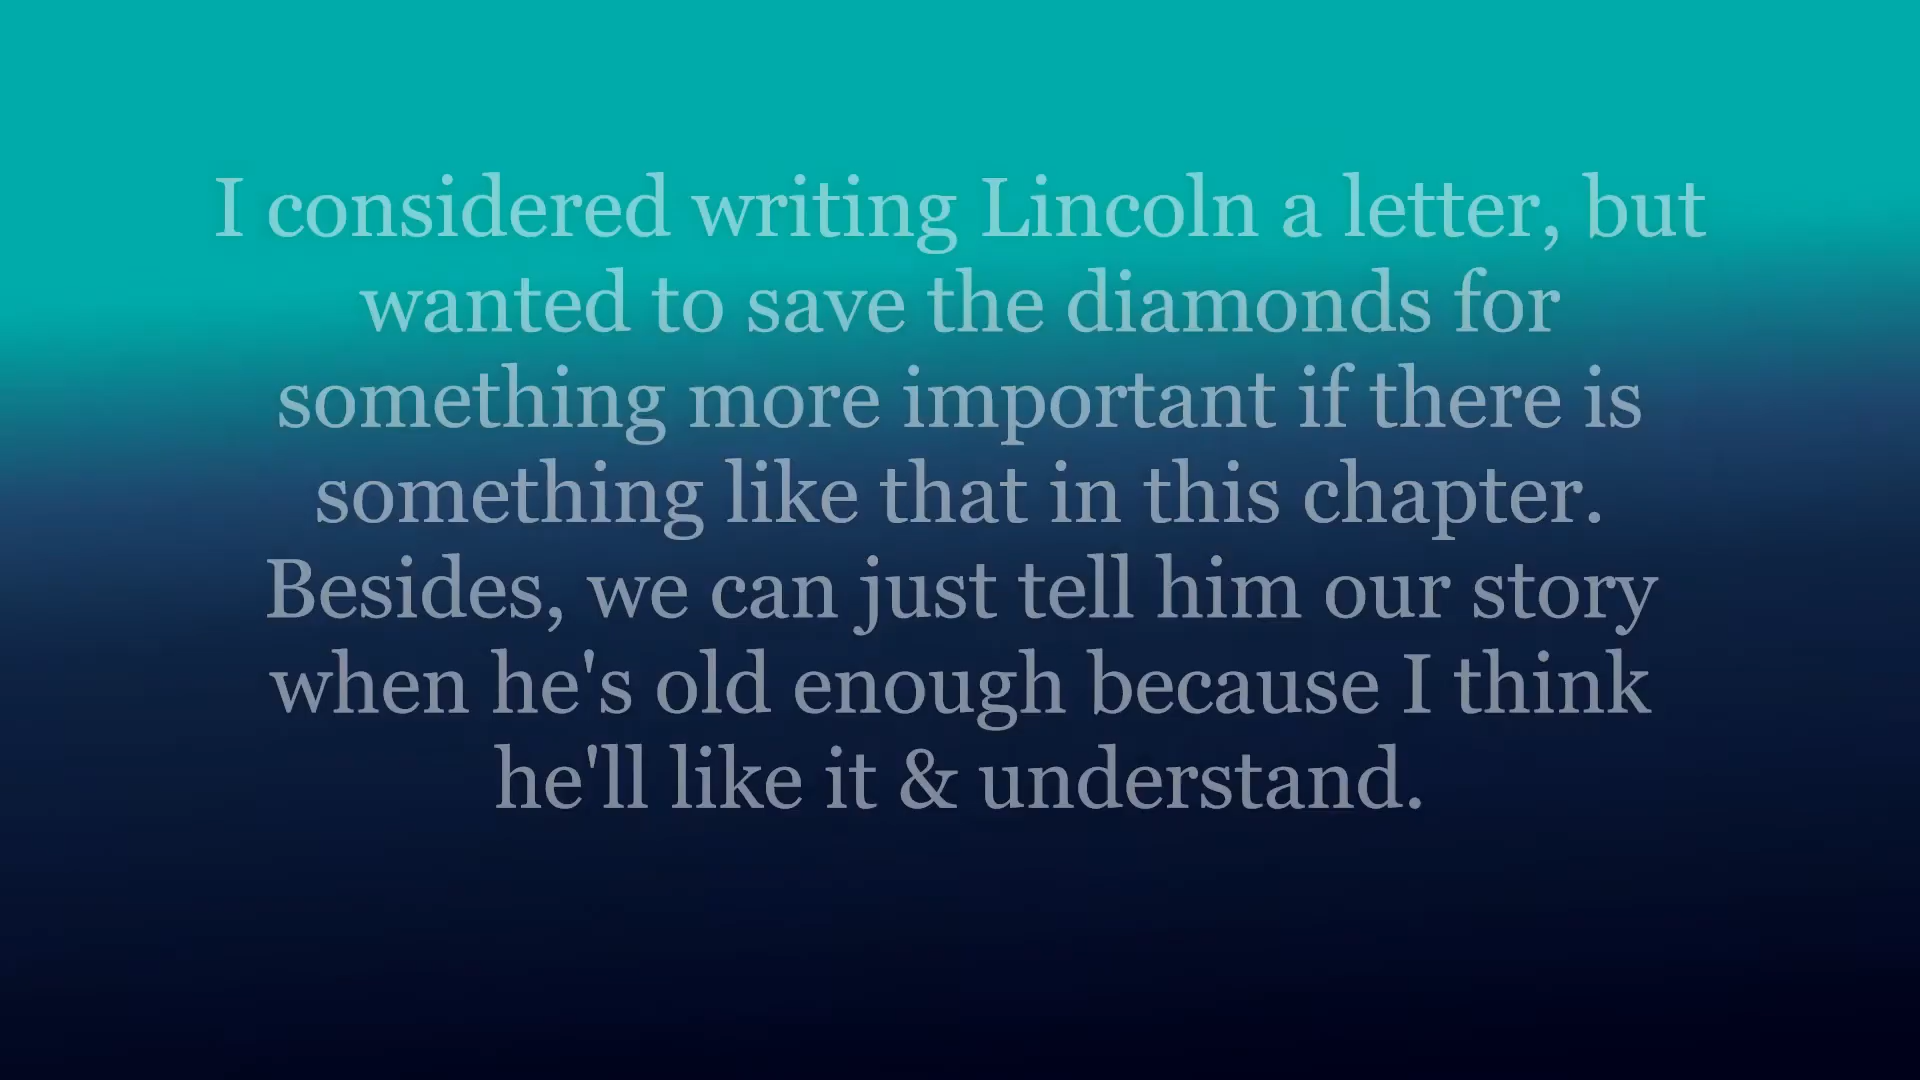 I considered writing Lincoln a letter, but
wanted to save the diamonds for
something more important if there is
something like that in this chapter.
Besides, we can just tell him our story
when he's old enough because I think
he'll like it & understand.